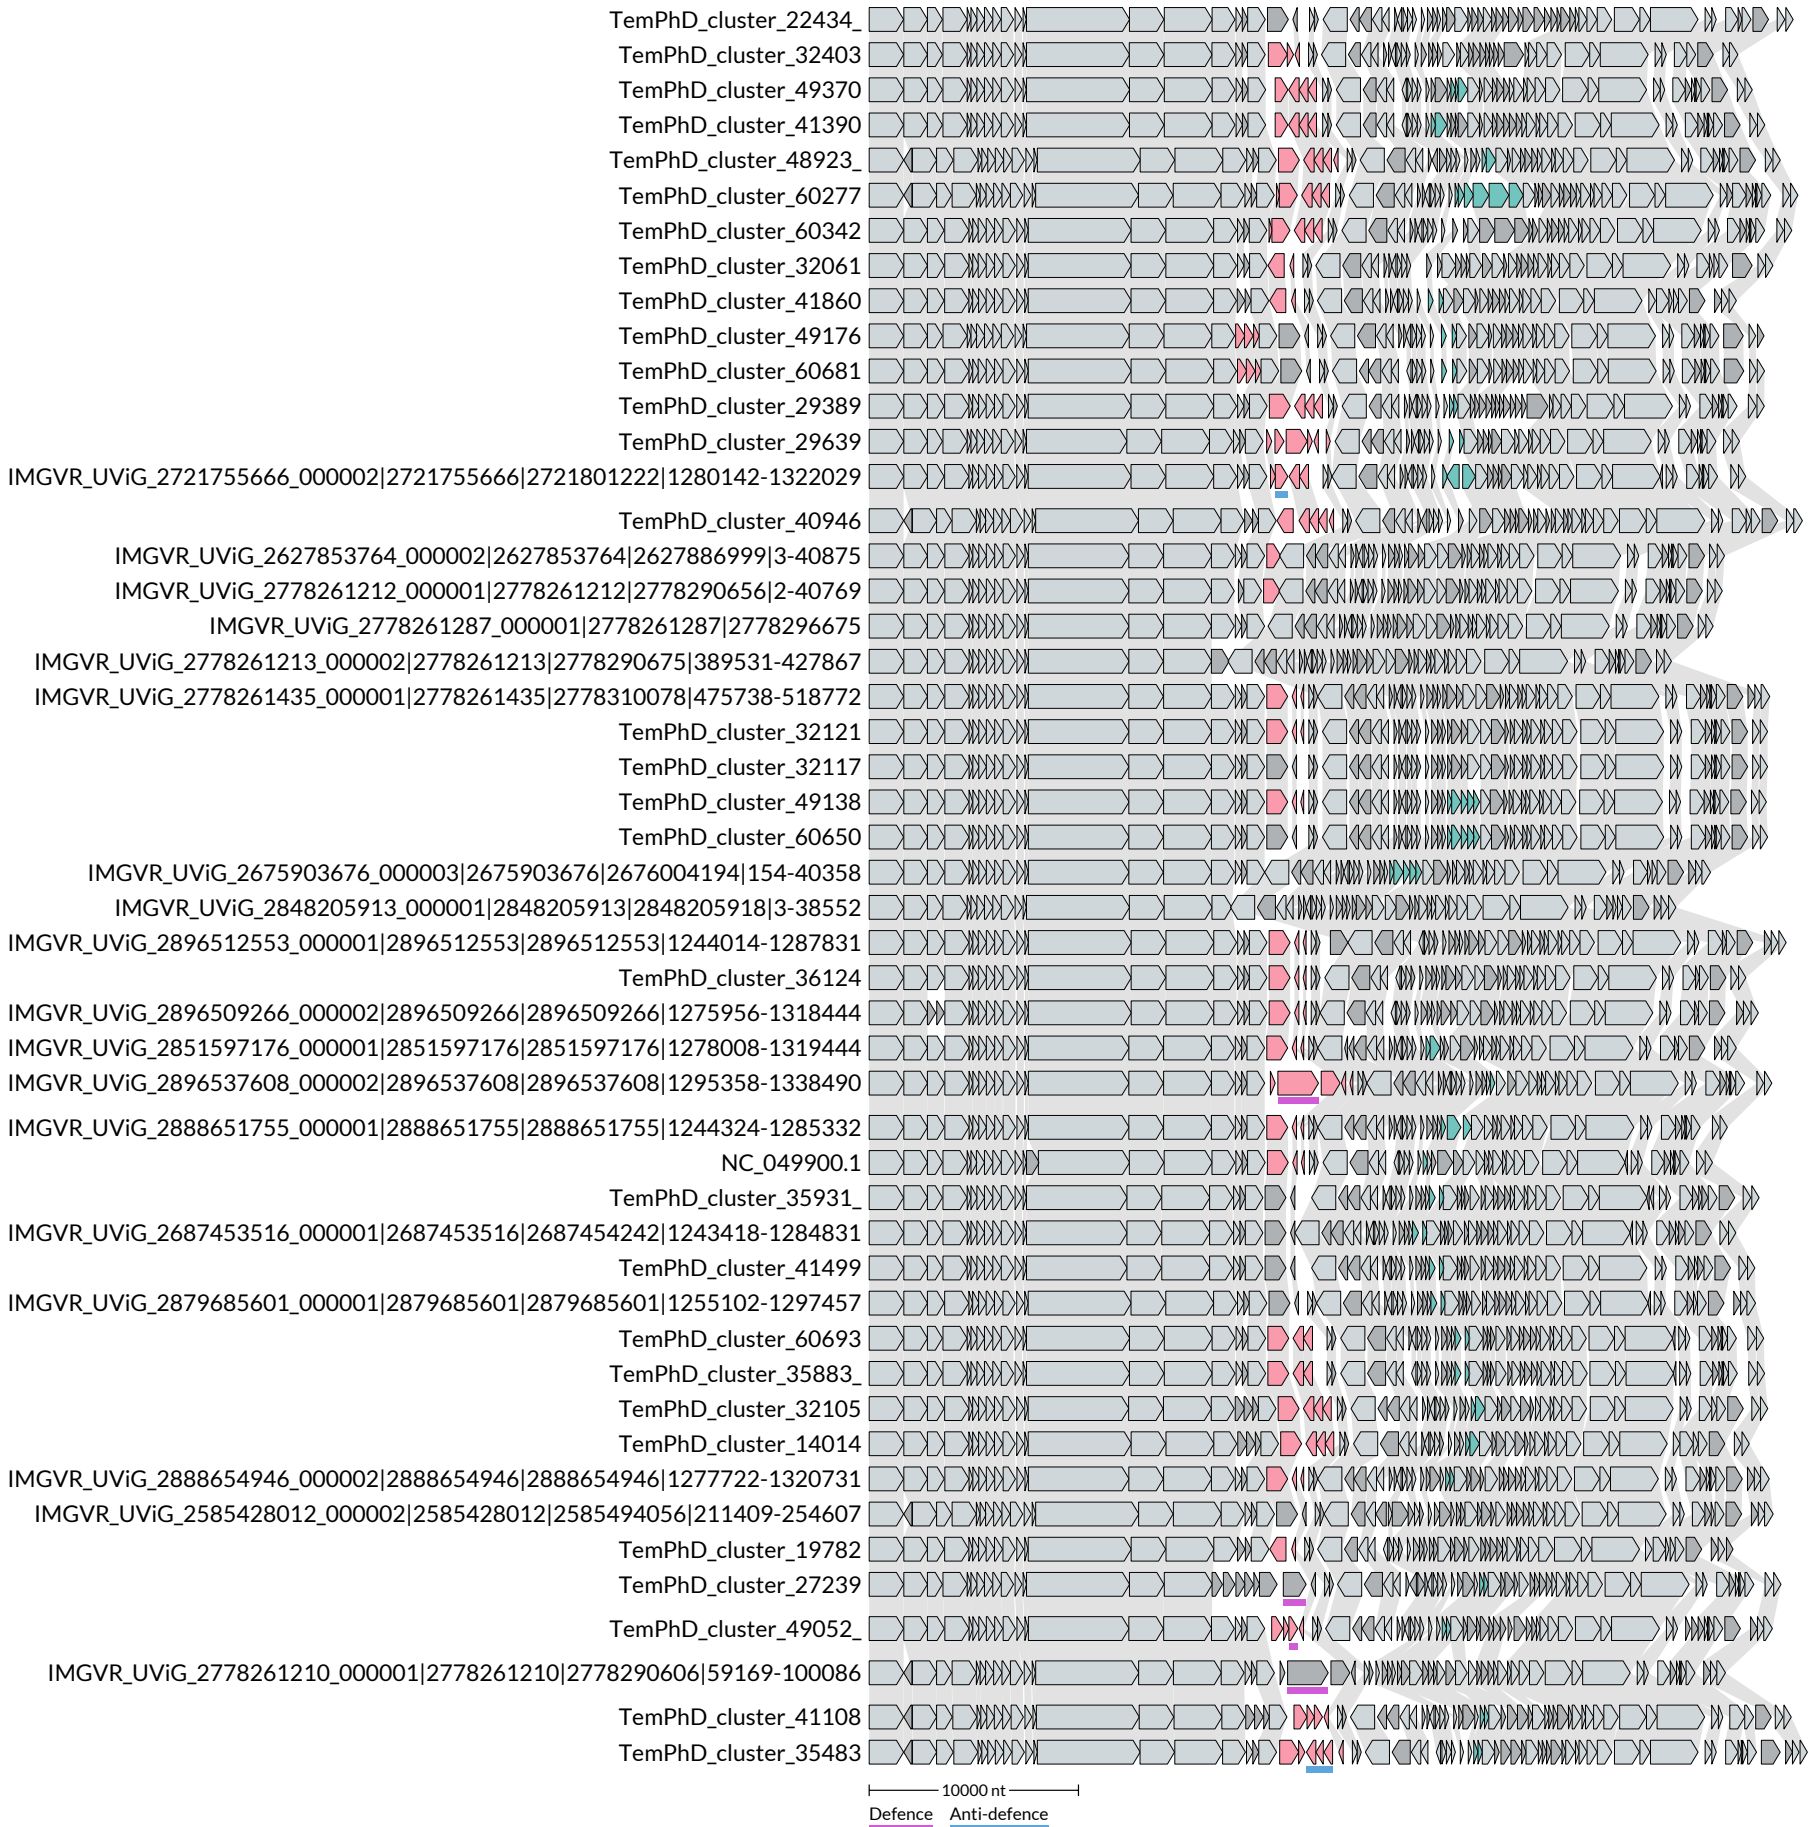 TemPhD_cluster_22434_
TemPhD_cluster_32403
TemPhD_cluster_49370
TemPhD_cluster_41390
TemPhD_cluster_48923_
TemPhD_cluster_60277
TemPhD_cluster_60342
TemPhD_cluster_32061
TemPhD_cluster_41860
TemPhD_cluster_49176
TemPhD_cluster_60681
TemPhD_cluster_29389
TemPhD_cluster_29639
IMGVR_UViG_2721755666_000002|2721755666|2721801222|1280142-1322029
TemPhD_cluster_40946
IMGVR_UViG_2627853764_000002|2627853764|2627886999|3-40875
IMGVR_UViG_2778261212_000001|2778261212|2778290656|2-40769
IMGVR_UViG_2778261287_000001|2778261287|2778296675
IMGVR_UViG_2778261213_000002|2778261213|2778290675|389531-427867
IMGVR_UViG_2778261435_000001|2778261435|2778310078|475738-518772
TemPhD_cluster_32121
TemPhD_cluster_32117
TemPhD_cluster_49138
TemPhD_cluster_60650
IMGVR_UViG_2675903676_000003|2675903676|2676004194|154-40358
IMGVR_UViG_2848205913_000001|2848205913|2848205918|3-38552
IMGVR_UViG_2896512553_000001|2896512553|2896512553|1244014-1287831
TemPhD_cluster_36124
IMGVR_UViG_2896509266_000002|2896509266|2896509266|1275956-1318444
IMGVR_UViG_2851597176_000001|2851597176|2851597176|1278008-1319444
IMGVR_UViG_2896537608_000002|2896537608|2896537608|1295358-1338490
IMGVR_UViG_2888651755_000001|2888651755|2888651755|1244324-1285332
NC_049900.1
TemPhD_cluster_35931_
IMGVR_UViG_2687453516_000001|2687453516|2687454242|1243418-1284831
TemPhD_cluster_41499
IMGVR_UViG_2879685601_000001|2879685601|2879685601|1255102-1297457
TemPhD_cluster_60693
TemPhD_cluster_35883_
TemPhD_cluster_32105
TemPhD_cluster_14014
IMGVR_UViG_2888654946_000002|2888654946|2888654946|1277722-1320731
IMGVR_UViG_2585428012_000002|2585428012|2585494056|211409-254607
TemPhD_cluster_19782
TemPhD_cluster_27239
TemPhD_cluster_49052_
IMGVR_UViG_2778261210_000001|2778261210|2778290606|59169-100086
TemPhD_cluster_41108
TemPhD_cluster_35483
10000 nt
Defence Anti-defence